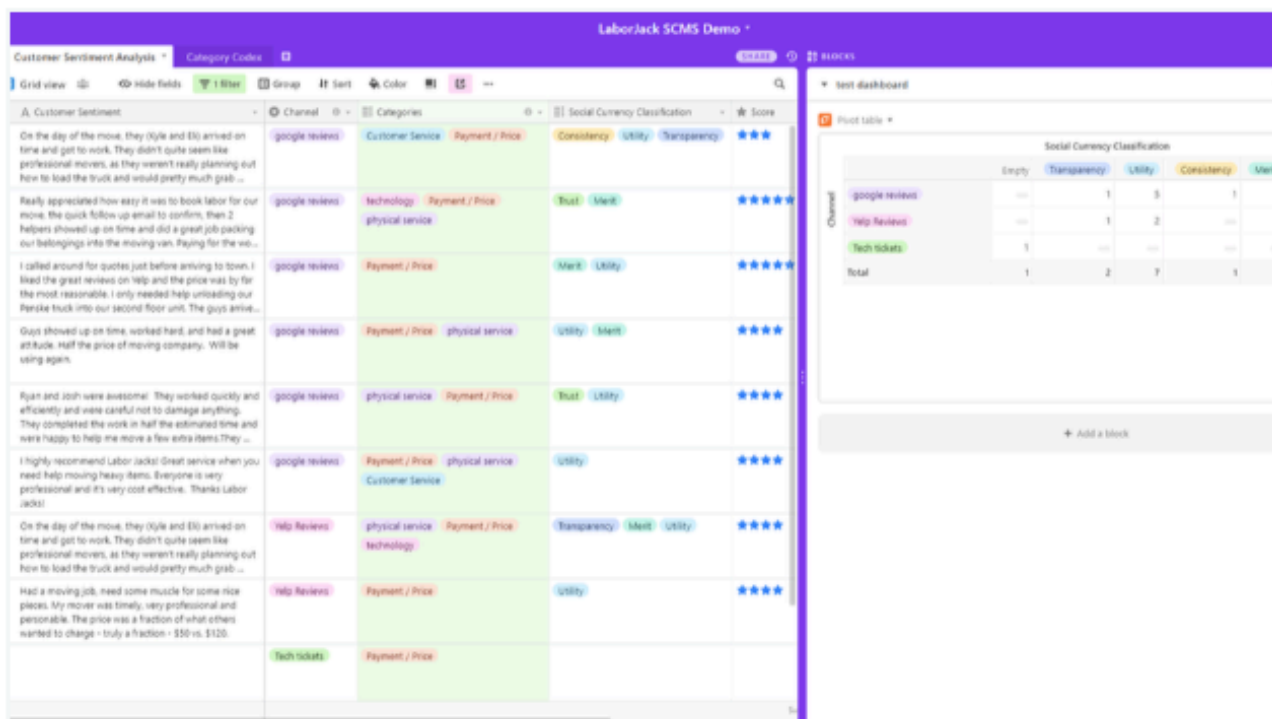 LaborJack SCMS Demo
Customer Sentiment Analysis
Category Codex
SHARE
BLOCKS
Grid view
Hide fields
1 filter
Group
Sort
Color
test dashboard
Customer Sentiment
Channel
Categories
Social Currency Classification
Score
Pivot table
On the day of the move, they (Kyle and Eli) arrived on
time and got to work. They didn't quite seem like
professional movers, as they weren't really planning out
how to load the truck and would pretty much grab ...
google reviews
Customer Service Payment / Price
Consistency Utility Transparency
Really appreciated how easy it was to book labor for our
move, the quick follow up email to confirm, then 2
helpers showed up on time and did a great job packing
our belongings into the moving van. Paying for the wo...
google reviews
technology Payment / Price
physical service
Trust Merit
I called around for quotes just before arriving to town. I
liked the great reviews on Yelp and the price was by far
the most reasonable. I only needed help unloading our
Penske truck into our second floor unit. The guys arrive...
google reviews
Payment / Price
Merit Utility
Guys showed up on time, worked hard, and had a great
attitude. Half the price of moving company. Will be
using again.
google reviews
Payment / Price physical service
Utility Merit
Ryan and Josh were awesome! They worked quickly and
efficiently and were careful not to damage anything.
They completed the work in half the estimated time and
were happy to help me move a few extra items.They ...
google reviews
physical service Payment / Price
Trust Utility
I highly recommend Labor Jacks! Great service when you
need help moving heavy items. Everyone is very
professional and it's very cost effective. Thanks Labor
Jacks!
google reviews
Payment / Price physical service
Customer Service
Utility
On the day of the move, they (Kyle and Eli) arrived on
time and got to work. They didn't quite seem like
professional movers, as they weren't really planning out
how to load the truck and would pretty much grab ...
Yelp Reviews
physical service Payment / Price
technology
Transparency Merit Utility
Had a moving job, need some muscle for some nice
pieces. My mover was timely, very professional and
personable. The price was a fraction of what others
wanted to charge - truly a fraction - $50 vs. $120.
Yelp Reviews
Payment / Price
Utility
Tech tickets
Payment / Price
Social Currency Classification
Empty Transparency Utility Consistency Mer
Channel
google reviews 1 5 1
Yelp Reviews 1 2
Tech tickets 1
Total 1 2 7 1
+ Add a block